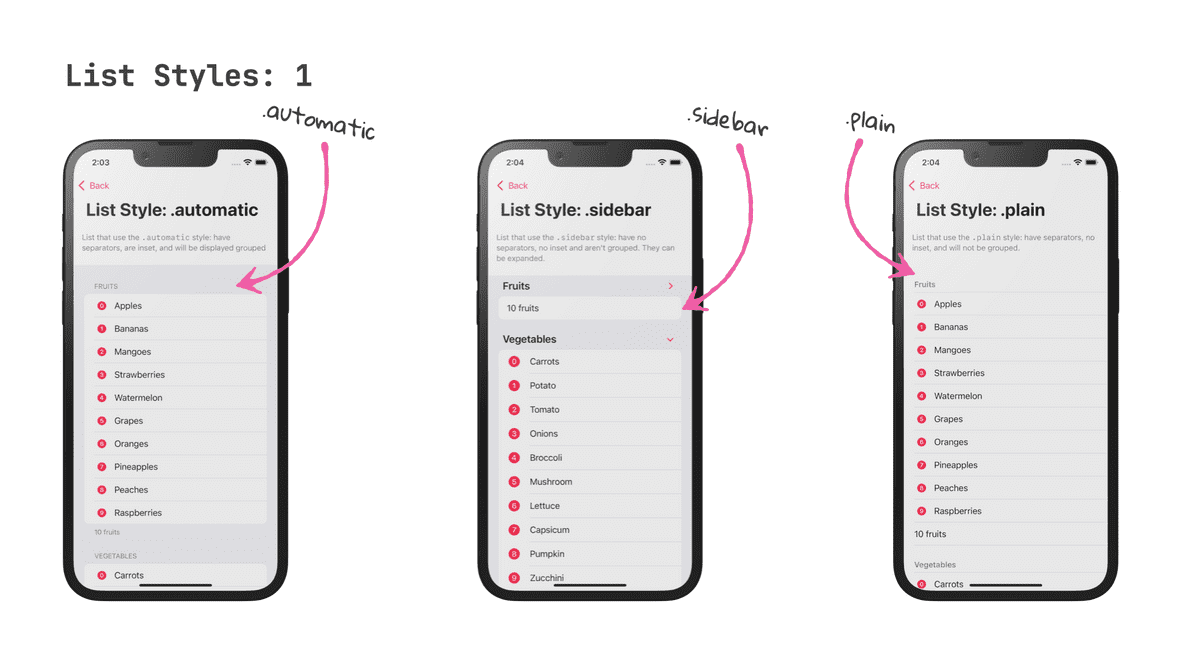 List Styles: 1
.automatic
2:03
Back
List Style: .automatic
List that use the .automatic style: have
separators, are inset, and will be displayed grouped
FRUITS
0 Apples
1 Bananas
2 Mangoes
3 Strawberries
4 Watermelon
5 Grapes
6 Oranges
7 Pineapples
8 Peaches
9 Raspberries
10 fruits
VEGETABLES
0 Carrots
.sidebar
2:04
Back
List Style: .sidebar
List that use the .sidebar style: have no
separators, no inset and aren't grouped. They can
be expanded.
Fruits
10 fruits
Vegetables
0 Carrots
1 Potato
2 Tomato
3 Onions
4 Broccoli
5 Mushroom
6 Lettuce
7 Capsicum
8 Pumpkin
9 Zucchini
.plain
2:04
Back
List Style: .plain
List that use the .plain style: have separators, no
inset, and will not be grouped.
Fruits
0 Apples
1 Bananas
2 Mangoes
3 Strawberries
4 Watermelon
5 Grapes
6 Oranges
7 Pineapples
8 Peaches
9 Raspberries
10 fruits
Vegetables
0 Carrots